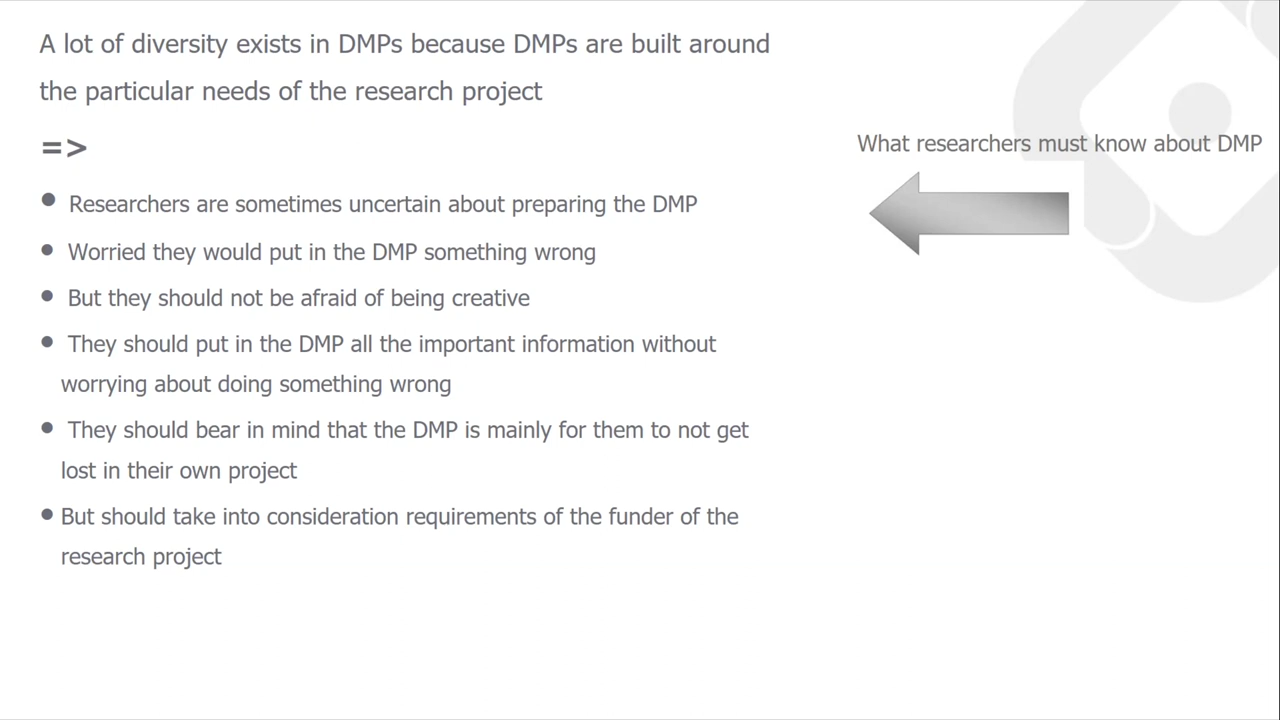 A lot of diversity exists in DMPs because DMPs are built around
the particular needs of the research project
=>
• Researchers are sometimes uncertain about preparing the DMP
• Worried they would put in the DMP something wrong
• But they should not be afraid of being creative
• They should put in the DMP all the important information without
worrying about doing something wrong
• They should bear in mind that the DMP is mainly for them to not get
lost in their own project
• But should take into consideration requirements of the funder of the
research project
What researchers must know about DMP